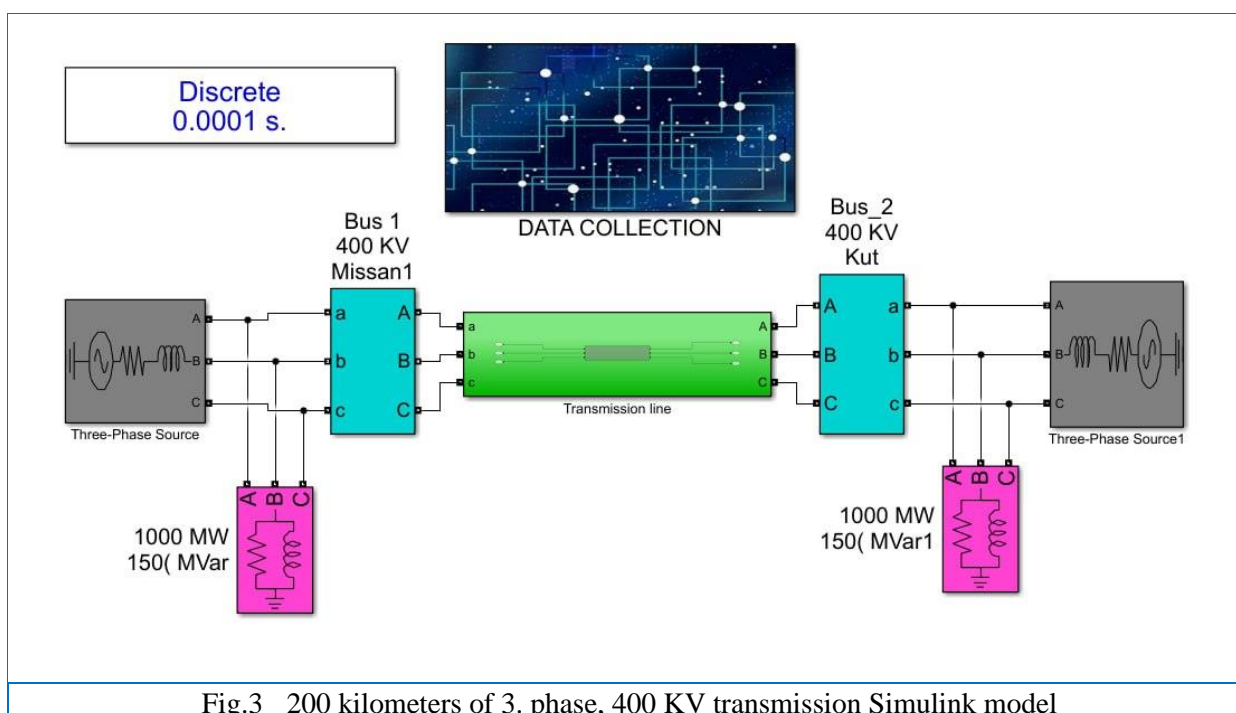 Discrete
0.0001 s.
DATA COLLECTION
Bus 1
400 KV
Missan1
Bus_2
400 KV
Kut
A
B
C
Three-Phase Source
a
b
c
A
B
C
a
b
c
A
B
C
Transmission line
A
B
C
a
b
c
A
B
C
Three-Phase Source1
A B C
1000 MW
150( MVar
A B C
1000 MW
150( MVar1
Fig.3 200 kilometers of 3. phase, 400 KV transmission Simulink model